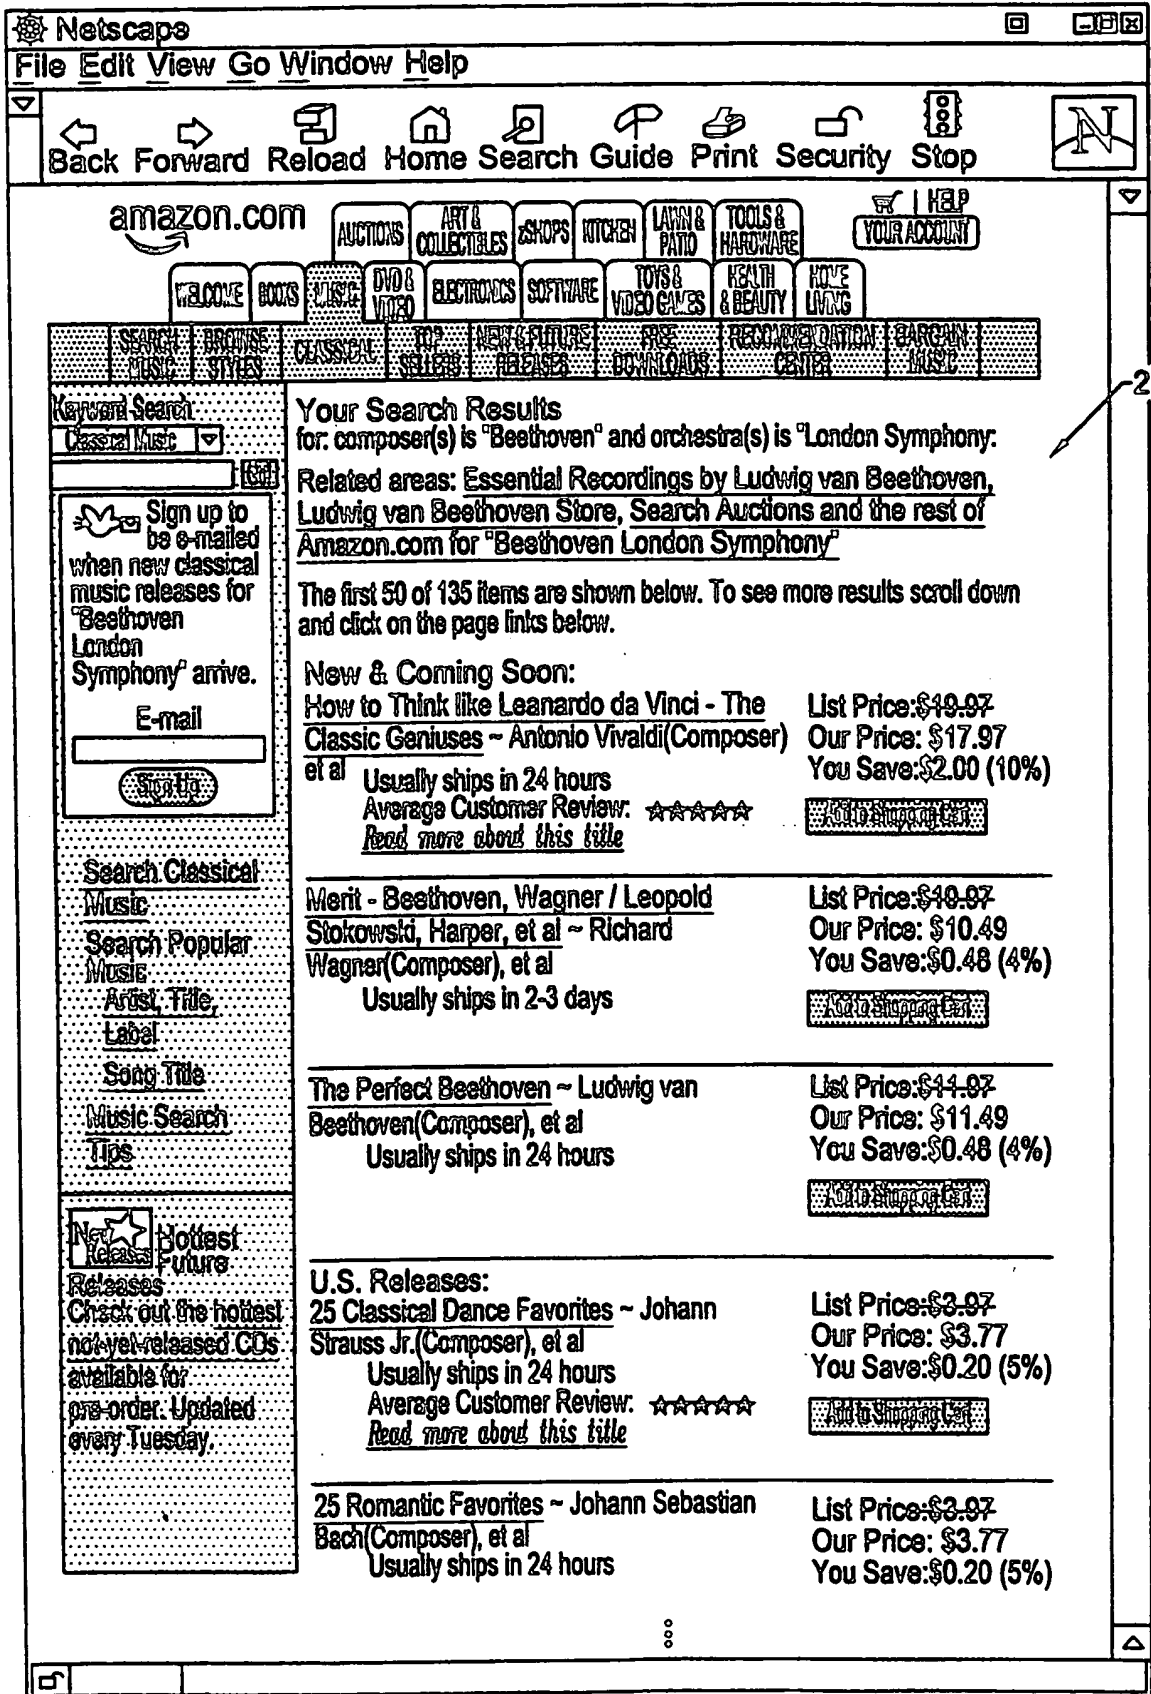 Netscape
File Edit View Go Window Help
Back Forward Reload Home Search Guide Print Security Stop
N
amazon.com
AUCTIONS
ART & COLLECTIBLES
zSHOPS
KITCHEN
LAWN & PATIO
TOOLS & HARDWARE
| HELP
YOUR ACCOUNT
WELCOME
BOOKS
MUSIC
DVD & VIDEO
ELECTRONICS
SOFTWARE
TOYS & VIDEO GAMES
HEALTH & BEAUTY
HOME LIVING
SEARCH MUSIC
BROWSE STYLES
CLASSICAL
TOP SELLERS
NEW & FUTURE RELEASES
FREE DOWNLOADS
RECOMMENDATION CENTER
BARGAIN MUSIC
2
Keyword Search
Classical Music
Go!
Sign up to
be e-mailed
when new classical
music releases for
"Beethoven
London
Symphony" arrive.
E-mail
Sign Up
Search Classical
Music
Search Popular
Music
Artist, Title,
Label
Song Title
Music Search
Tips
New Releases
Hottest
Future
Releases
Check out the hottest
not-yet-released CDs
available for
pre-order. Updated
every Tuesday.
Your Search Results
for: composer(s) is "Beethoven" and orchestra(s) is "London Symphony:
Related areas: Essential Recordings by Ludwig van Beethoven,
Ludwig van Beethoven Store, Search Auctions and the rest of
Amazon.com for "Beethoven London Symphony"
The first 50 of 135 items are shown below. To see more results scroll down
and click on the page links below.
New & Coming Soon:
How to Think like Leanardo da Vinci - The
Classic Geniuses ~ Antonio Vivaldi(Composer)
et al
Usually ships in 24 hours
Average Customer Review: ☆☆☆☆☆
Read more about this title
List Price:$19.97
Our Price: $17.97
You Save:$2.00 (10%)
Add to Shopping Cart
Merit - Beethoven, Wagner / Leopold
Stokowski, Harper, et al ~ Richard
Wagner(Composer), et al
Usually ships in 2-3 days
List Price:$10.97
Our Price: $10.49
You Save:$0.48 (4%)
Add to Shopping Cart
The Perfect Beethoven ~ Ludwig van
Beethoven(Composer), et al
Usually ships in 24 hours
List Price:$11.97
Our Price: $11.49
You Save:$0.48 (4%)
Add to Shopping Cart
U.S. Releases:
25 Classical Dance Favorites ~ Johann
Strauss Jr.(Composer), et al
Usually ships in 24 hours
Average Customer Review: ☆☆☆☆☆
Read more about this title
List Price:$3.97
Our Price: $3.77
You Save:$0.20 (5%)
Add to Shopping Cart
25 Romantic Favorites ~ Johann Sebastian
Bach(Composer), et al
Usually ships in 24 hours
List Price:$3.97
Our Price: $3.77
You Save:$0.20 (5%)